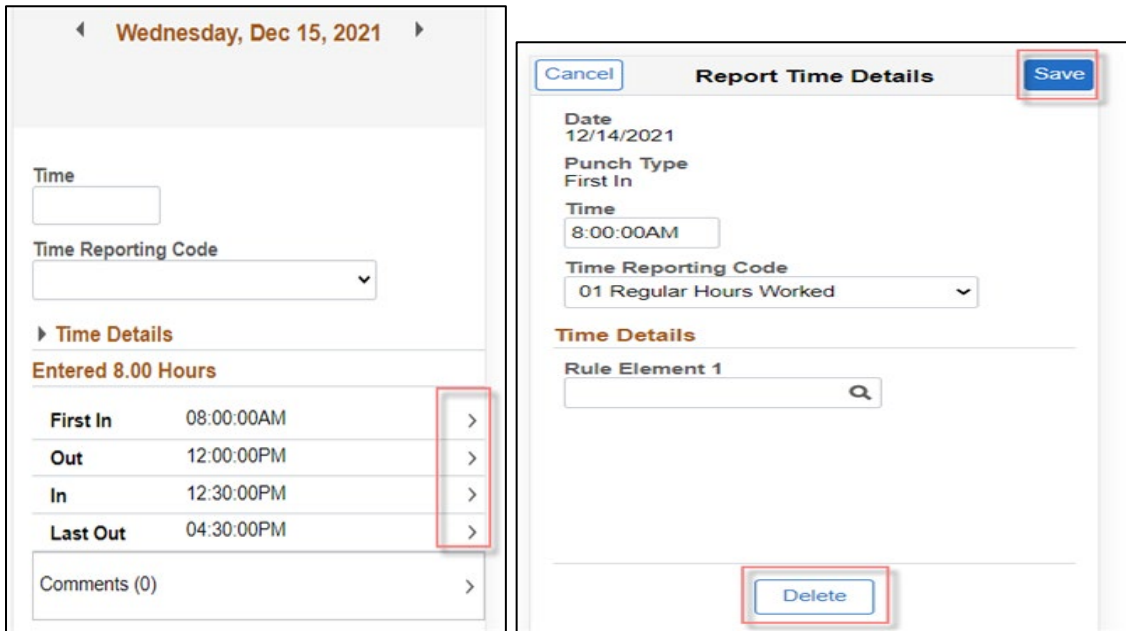 Wednesday, Dec 15, 2021
Time
Time Reporting Code
Time Details
Entered 8.00 Hours
First In 08:00:00AM
Out 12:00:00PM
In 12:30:00PM
Last Out 04:30:00PM
Comments (0)
Cancel Report Time Details Save
Date
12/14/2021
Punch Type
First In
Time
8:00:00AM
Time Reporting Code
01 Regular Hours Worked
Time Details
Rule Element 1
Delete